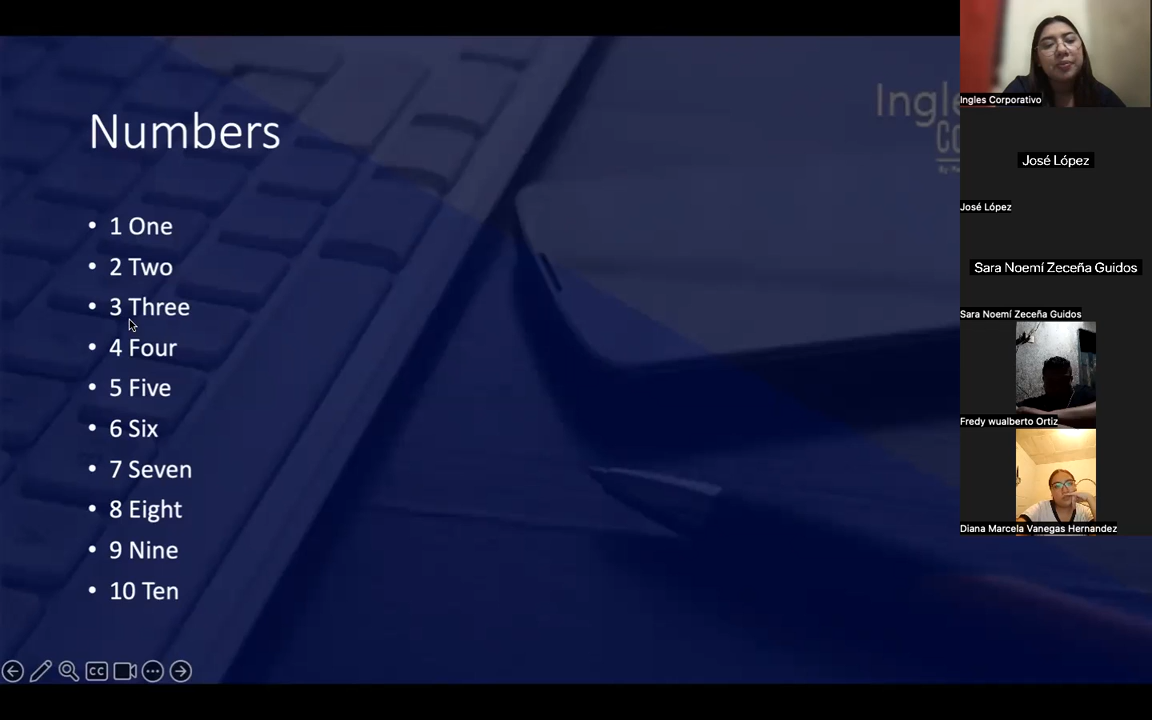 Numbers
• 1 One
• 2 Two
• 3 Three
• 4 Four
• 5 Five
• 6 Six
• 7 Seven
• 8 Eight
• 9 Nine
• 10 Ten
CC
Ingles Corporativo
José López
José López
Sara Noemí Zeceña Guidos
Sara Noemí Zeceña Guidos
Fredy wualberto Ortiz
Diana Marcela Vanegas Hernandez